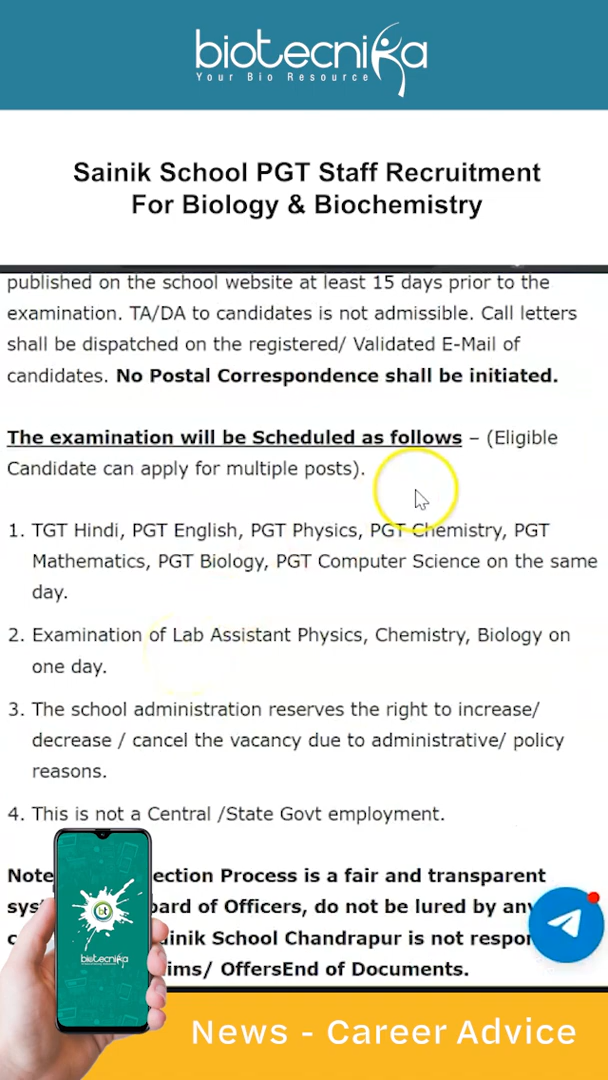 biotecnika
Your Bio Resource
Sainik School PGT Staff Recruitment
For Biology & Biochemistry
published on the school website at least 15 days prior to the
examination. TA/DA to candidates is not admissible. Call letters
shall be dispatched on the registered/ Validated E-Mail of
candidates. No Postal Correspondence shall be initiated.
The examination will be Scheduled as follows – (Eligible
Candidate can apply for multiple posts).
1. TGT Hindi, PGT English, PGT Physics, PGT Chemistry, PGT
Mathematics, PGT Biology, PGT Computer Science on the same
day.
2. Examination of Lab Assistant Physics, Chemistry, Biology on
one day.
3. The school administration reserves the right to increase/
decrease / cancel the vacancy due to administrative/ policy
reasons.
4. This is not a Central /State Govt employment.
Note ection Process is a fair and transparent
sys ard of Officers, do not be lured by any
inik School Chandrapur is not respon
ims/ OffersEnd of Documents.
bt
biotecnika
News - Career Advice